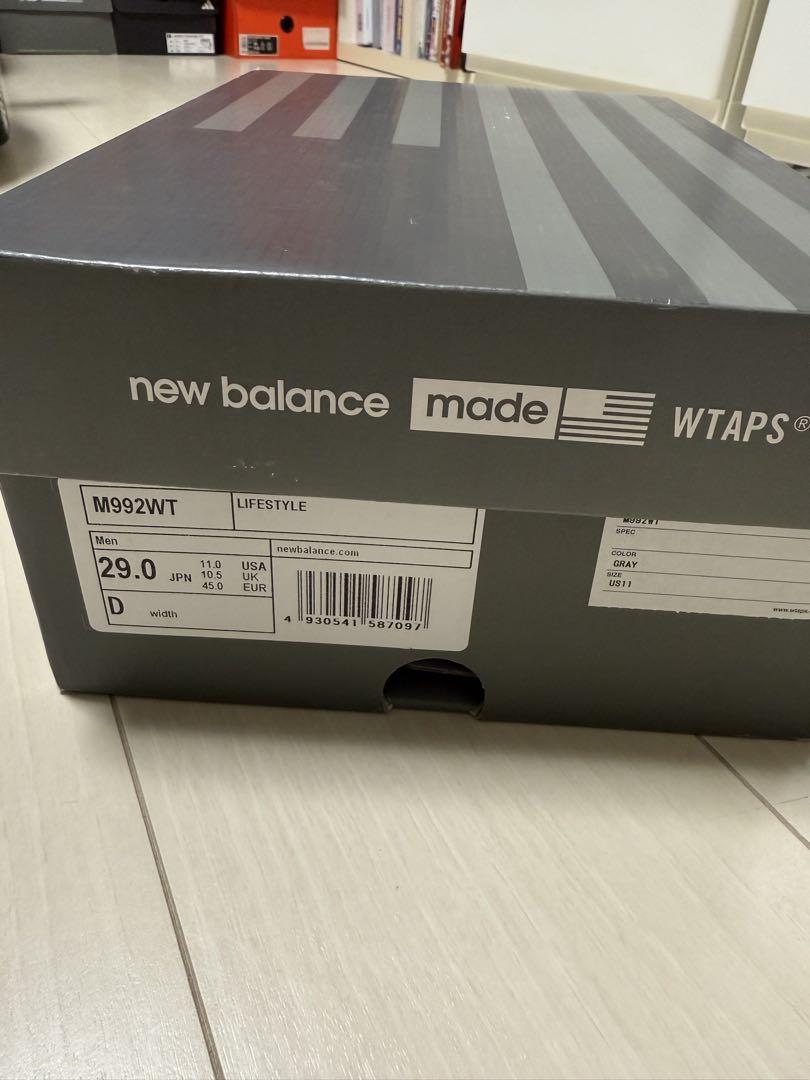 new balance made WTAPS®
M992WT LIFESTYLE
Men
newbalance.com
29.0 JPN
11.0 USA
10.5 UK
45.0 EUR
D width
4 930541 587097
M992WT
SPEC
COLOR
GRAY
SIZE
US11